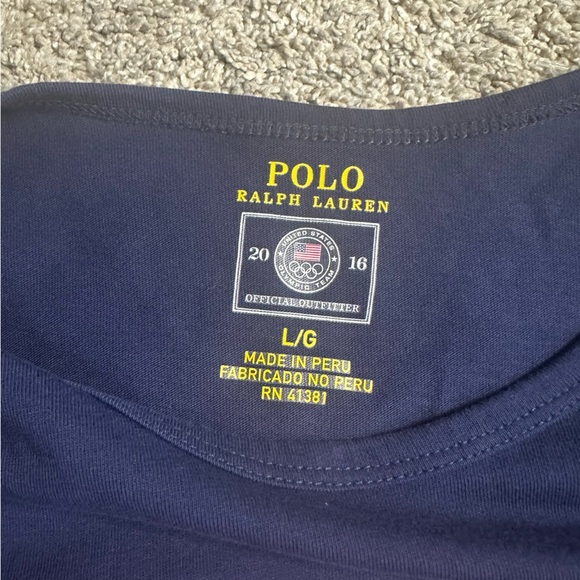 POLO
RALPH LAUREN
UNITED STATES
20 16
OLYMPIC TEAM
OFFICIAL OUTFITTER
L/G
MADE IN PERU
FABRICADO NO PERU
RN 41381